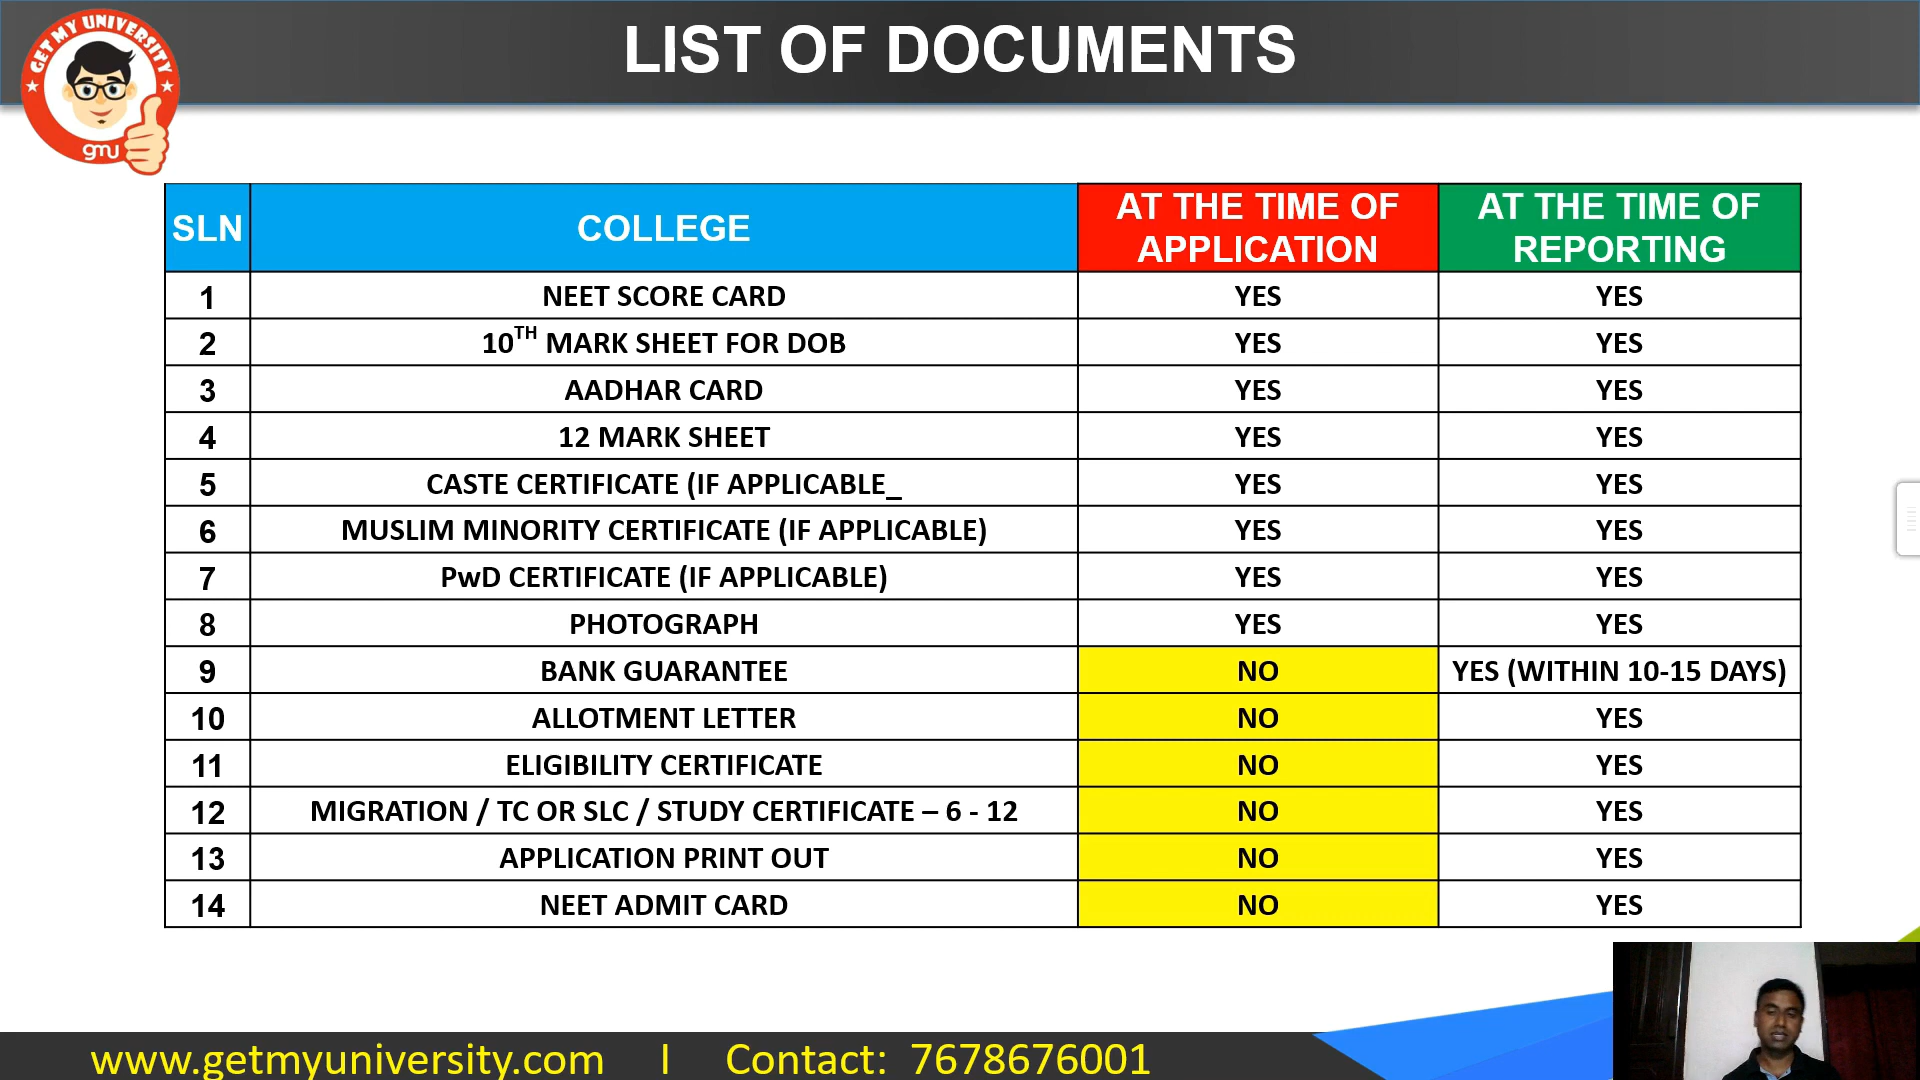 LIST OF DOCUMENTS
GET MY UNIVERSITY
gmu
SLN COLLEGE AT THE TIME OF APPLICATION AT THE TIME OF REPORTING
1 NEET SCORE CARD YES YES
2 10TH MARK SHEET FOR DOB YES YES
3 AADHAR CARD YES YES
4 12 MARK SHEET YES YES
5 CASTE CERTIFICATE (IF APPLICABLE_ YES YES
6 MUSLIM MINORITY CERTIFICATE (IF APPLICABLE) YES YES
7 PwD CERTIFICATE (IF APPLICABLE) YES YES
8 PHOTOGRAPH YES YES
9 BANK GUARANTEE NO YES (WITHIN 10-15 DAYS)
10 ALLOTMENT LETTER NO YES
11 ELIGIBILITY CERTIFICATE NO YES
12 MIGRATION / TC OR SLC / STUDY CERTIFICATE – 6 - 12 NO YES
13 APPLICATION PRINT OUT NO YES
14 NEET ADMIT CARD NO YES
www.getmyuniversity.com I Contact: 7678676001